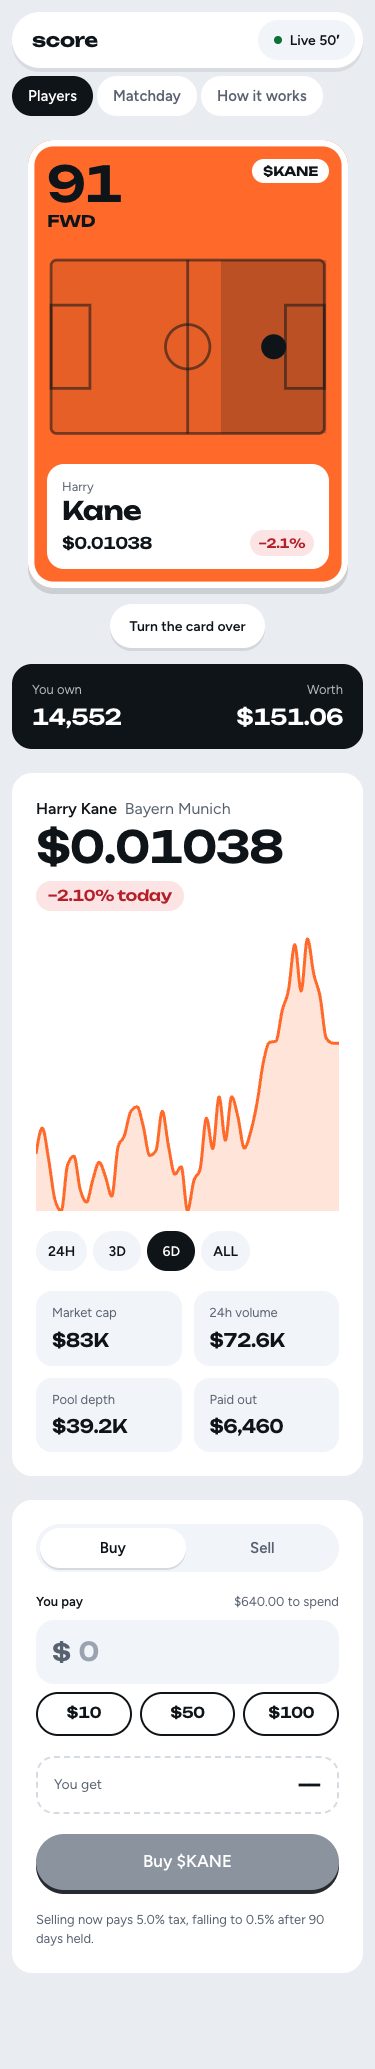 score
Live 50′
Players
Matchday
How it works
91
$KANE
FWD
Harry
Kane
$0.01038
−2.1%
Turn the card over
You own
Worth
14,552
$151.06
Harry Kane Bayern Munich
$0.01038
−2.10% today
24H
3D
6D
ALL
Market cap
24h volume
$83K
$72.6K
Pool depth
Paid out
$39.2K
$6,460
Buy
Sell
You pay
$640.00 to spend
$ 0
$10
$50
$100
You get
—
Buy $KANE
Selling now pays 5.0% tax, falling to 0.5% after 90
days held.